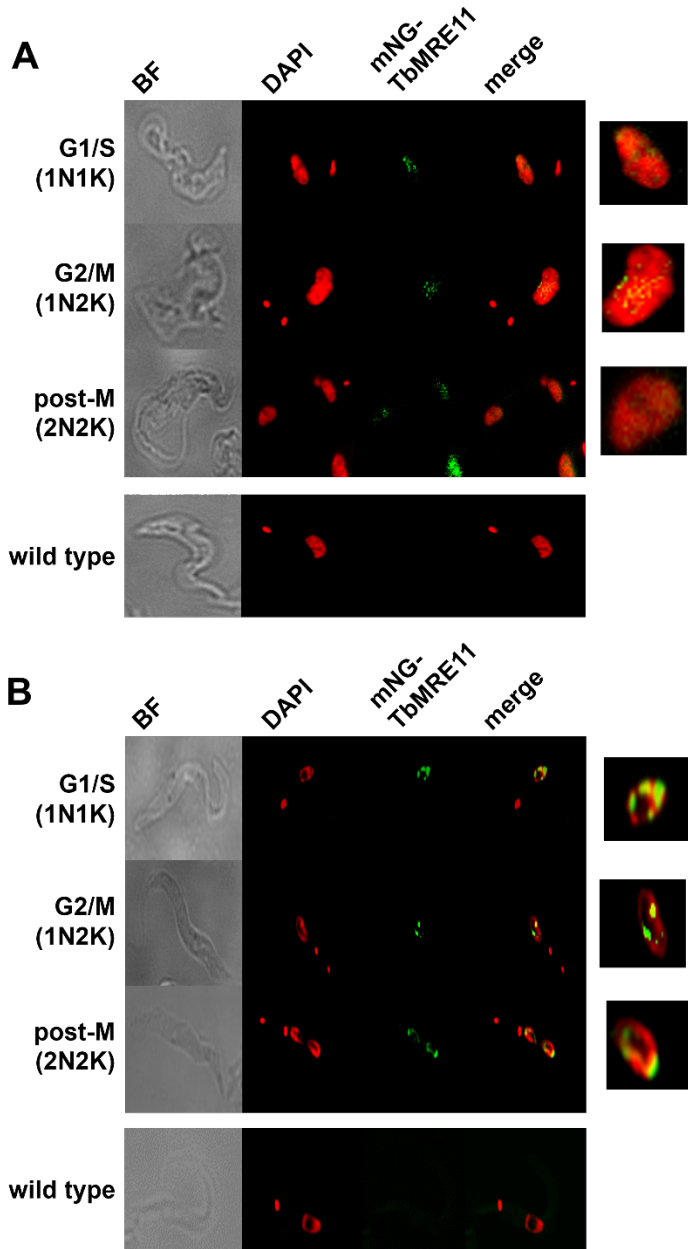 A
BF
DAPI
mNG-
TbMRE11
merge
G1/S
(1N1K)
G2/M
(1N2K)
post-M
(2N2K)
wild type
B
BF
DAPI
mNG-
TbMRE11
merge
G1/S
(1N1K)
G2/M
(1N2K)
post-M
(2N2K)
wild type